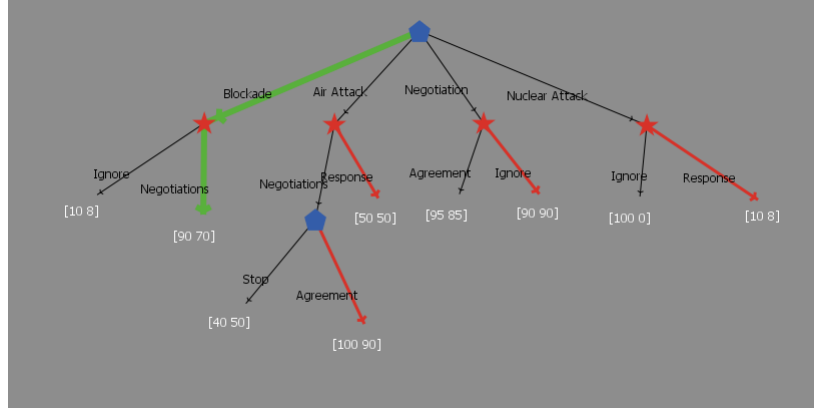 Blockade
Air Attack
Negotiation
Nuclear Attack
Ignore
Negotiations
Negotiations
Response
Agreement
Ignore
Ignore
Response
[10 8]
[90 70]
[50 50]
[95 85]
[90 90]
[100 0]
[10 8]
Stop
Agreement
[40 50]
[100 90]